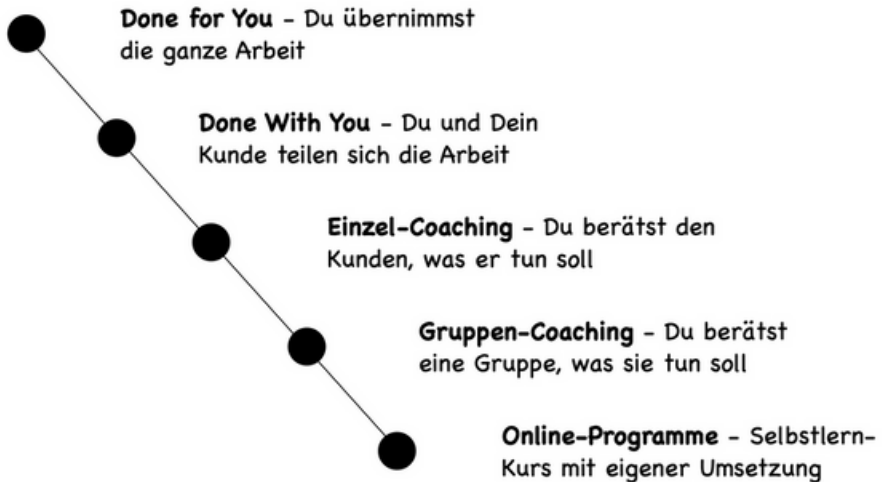 Done for You – Du übernimmst
die ganze Arbeit
Done With You – Du und Dein
Kunde teilen sich die Arbeit
Einzel-Coaching – Du berätst den
Kunden, was er tun soll
Gruppen-Coaching – Du berätst
eine Gruppe, was sie tun soll
Online-Programme – Selbstlern-
Kurs mit eigener Umsetzung